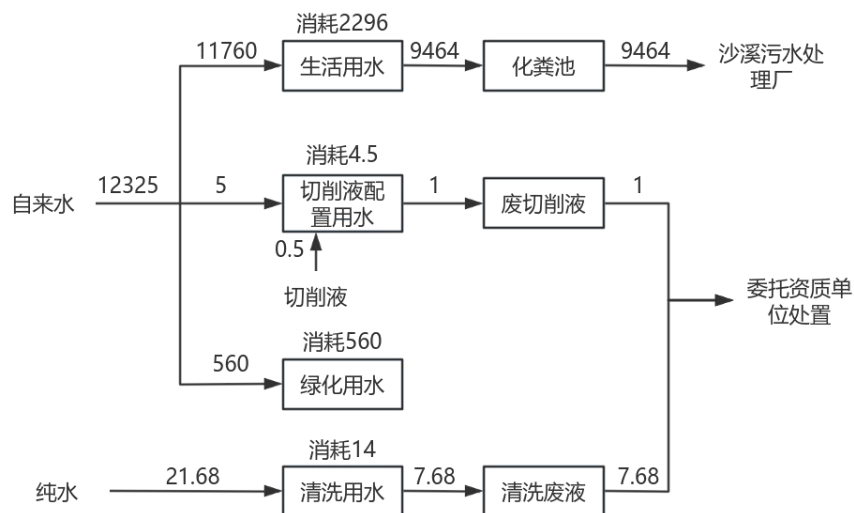 消耗2296
11760
生活用水
9464
化粪池
9464
沙溪污水处
理厂
消耗4.5
自来水
12325
5
切削液配
置用水
1
废切削液
1
0.5
切削液
委托资质单
位处置
消耗560
560
绿化用水
消耗14
纯水
21.68
清洗用水
7.68
清洗废液
7.68